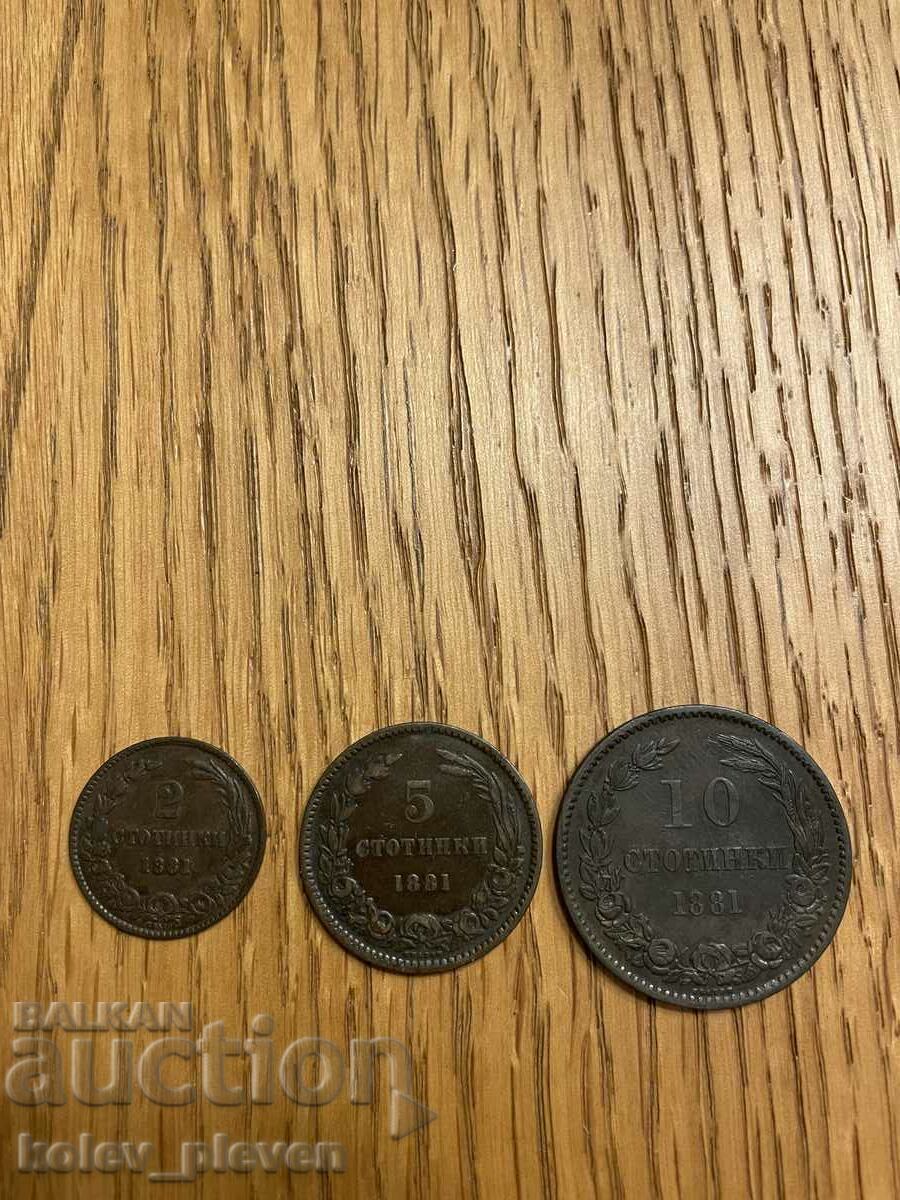 2
СТОТИНКИ
1881
5
СТОТИНКИ
1881
10
СТОТИНКИ
1881
BALKAN
auction
kolev_pleven